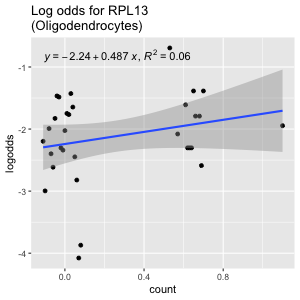 Log odds for RPL13
(Oligodendrocytes)
y = −2.24 + 0.487 x, R² = 0.06
logodds
-1
-2
-3
-4
0.0 0.4 0.8
count